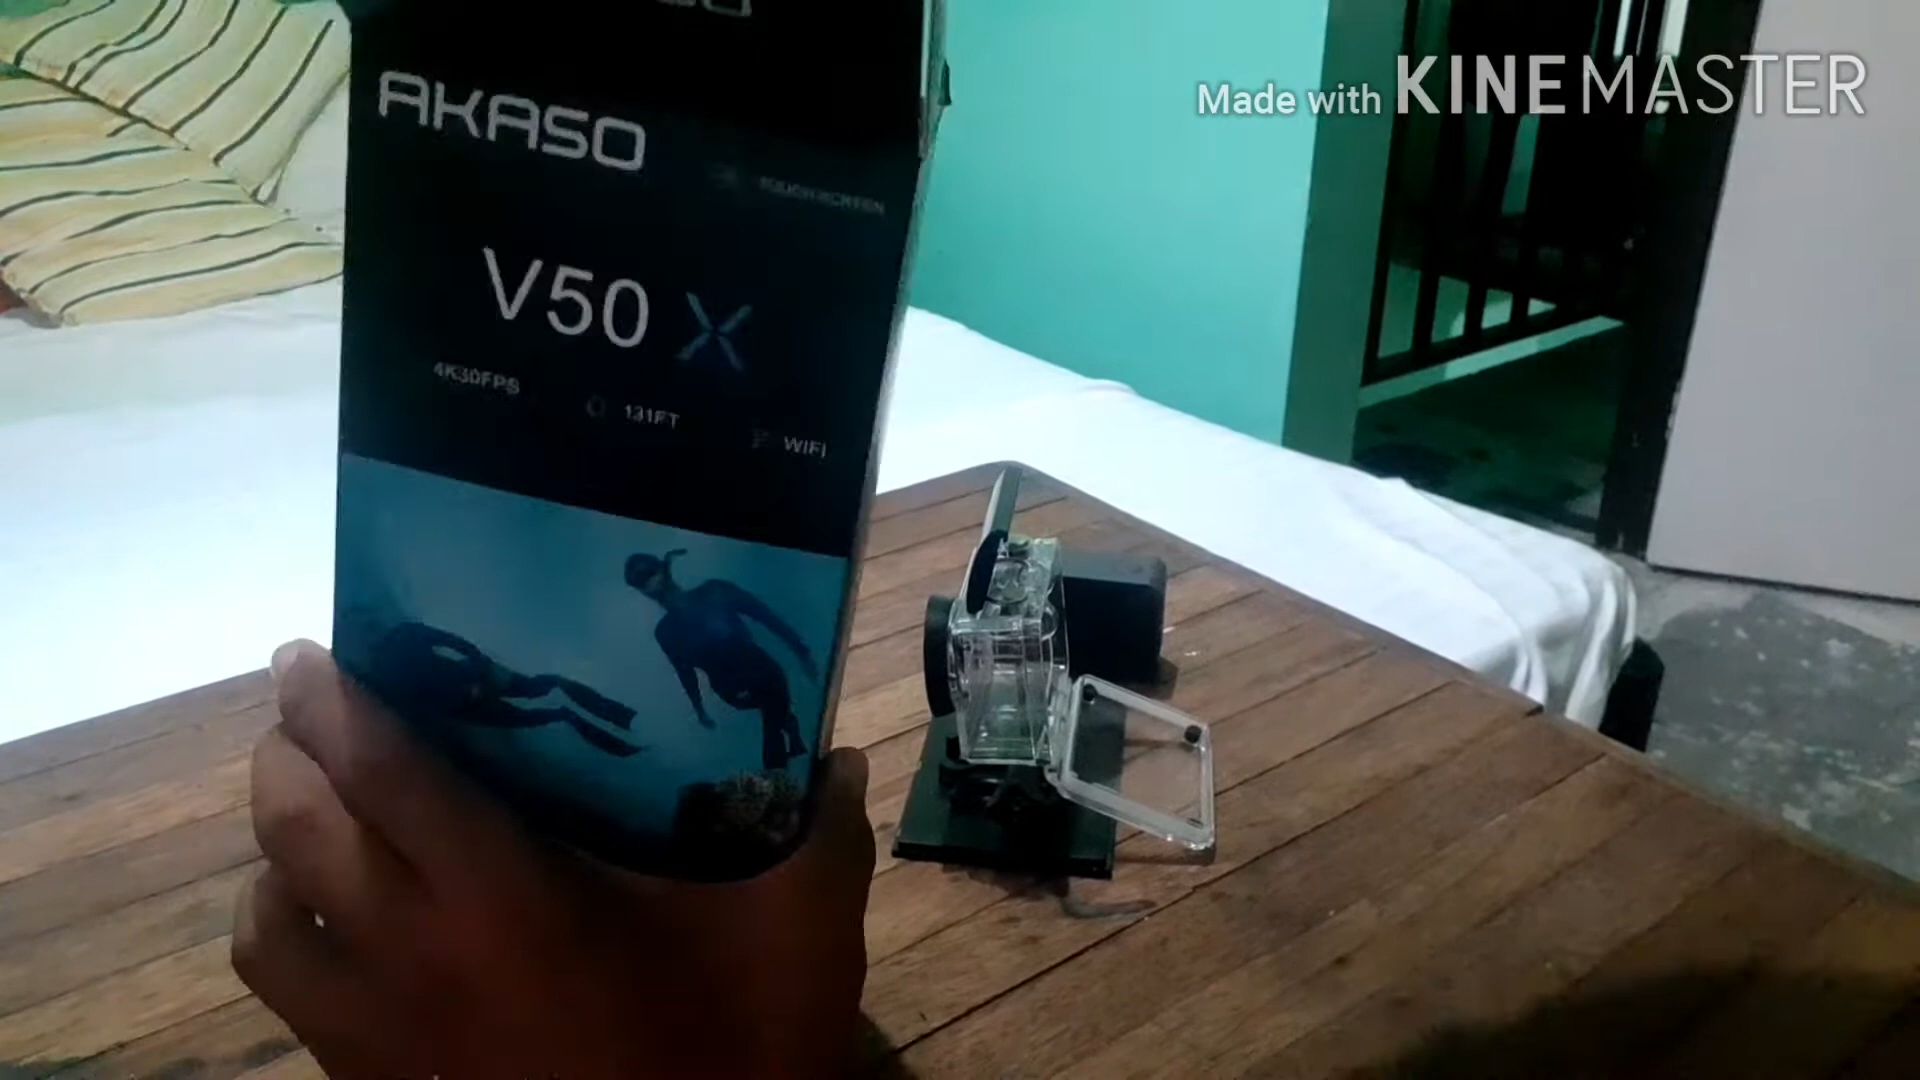 Made with KINEMASTER
AKASO
TOUCH SCREEN
V50 X
4K30FPS
131FT
WIFI